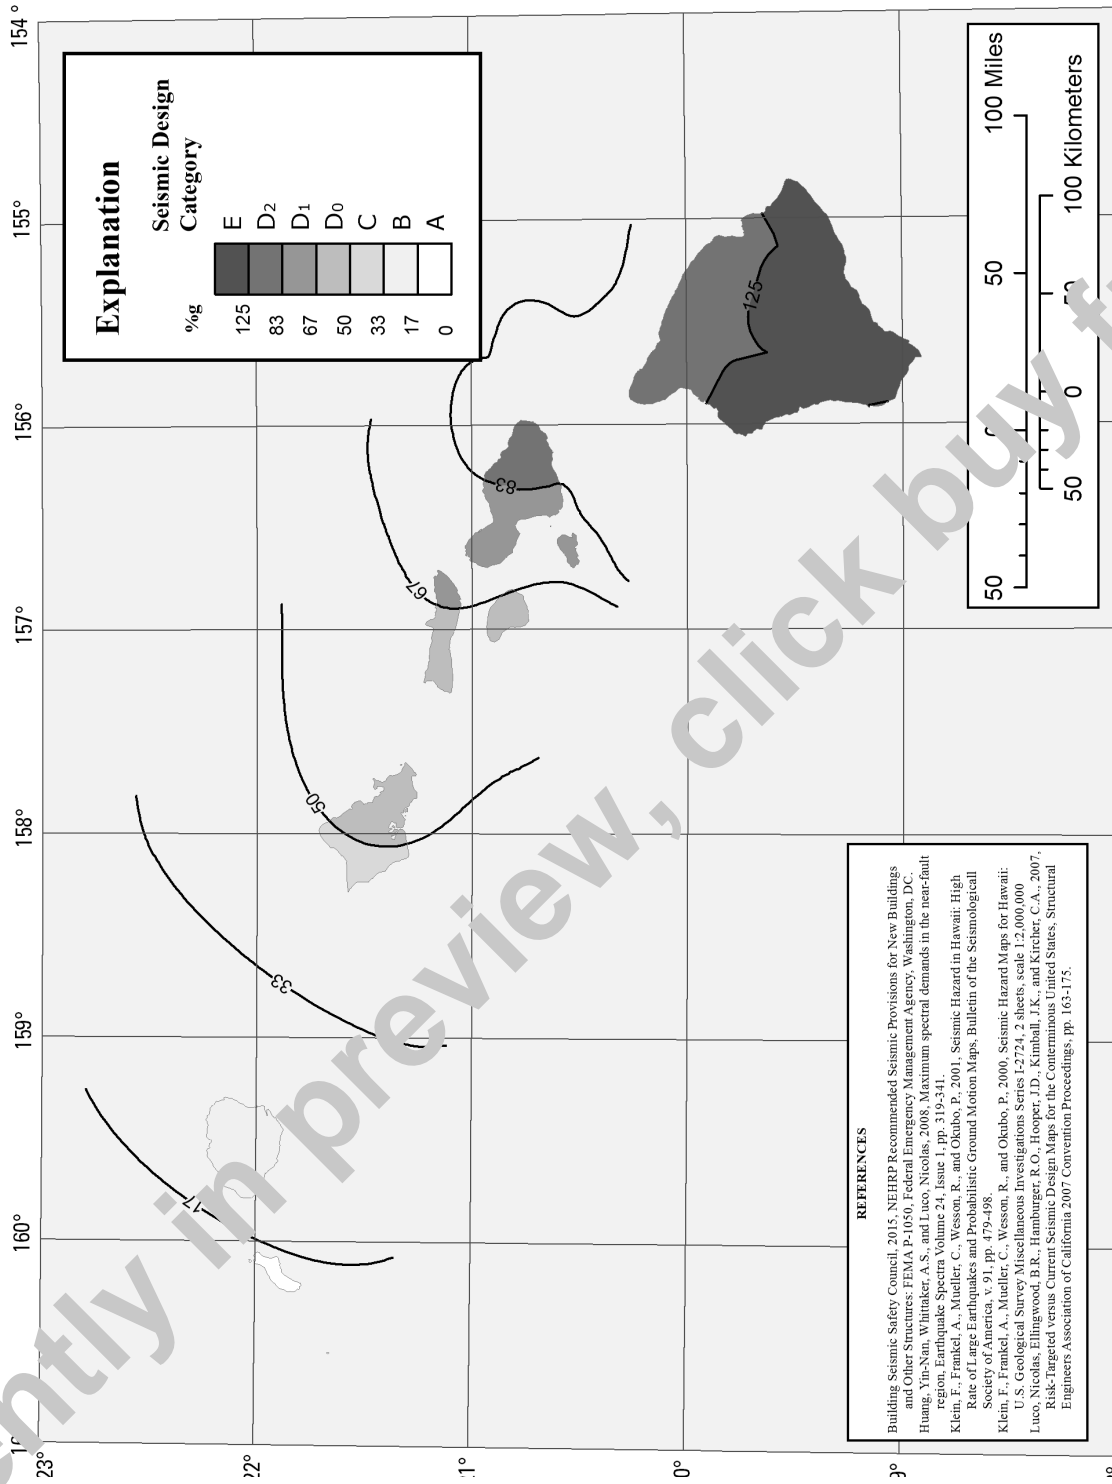 154°
155°
156°
157°
158°
159°
160°
23°
22
21
Explanation
Seismic Design
%g Category
125 E
83 D2
67 D1
50 D0
33 C
17 B
0 A
125
83
67
50
33
17
50 0 50 100 Miles
50 0 50 100 Kilometers
REFERENCES
Building Seismic Safety Council, 2015, NEHRP Recommended Seismic Provisions for New Buildings
and Other Structures: FEMA P-1050, Federal Emergency Management Agency, Washington, DC.
Huang, Yin-Nan, Whittaker, A.S., and Luco, Nicolas, 2008, Maximum spectral demands in the near-fault
region, Earthquake Spectra Volume 24, Issue 1, pp. 319-341.
Klein, F., Frankel, A., Mueller, C., Wesson, R., and Okubo, P., 2001, Seismic Hazard in Hawaii: High
Rate of Large Earthquakes and Probabilistic Ground Motion Maps, Bulletin of the Seismologicall
Society of America, v. 91, pp. 479-498.
Klein, F., Frankel, A., Mueller, C., Wesson, R., and Okubo, P., 2000, Seismic Hazard Maps for Hawaii:
U.S. Geological Survey Miscellaneous Investigations Series I-2724, 2 sheets, scale 1:2,000,000
Luco, Nicolas, Ellingwood, B.R., Hamburger, R.O., Hooper, J.D., Kimball, J.K., and Kircher, C.A., 2007,
Risk-Targeted versus Current Seismic Design Maps for the Conterminous United States, Structural
Engineers Association of California 2007 Convention Proceedings, pp. 163-175.
in preview, click buy